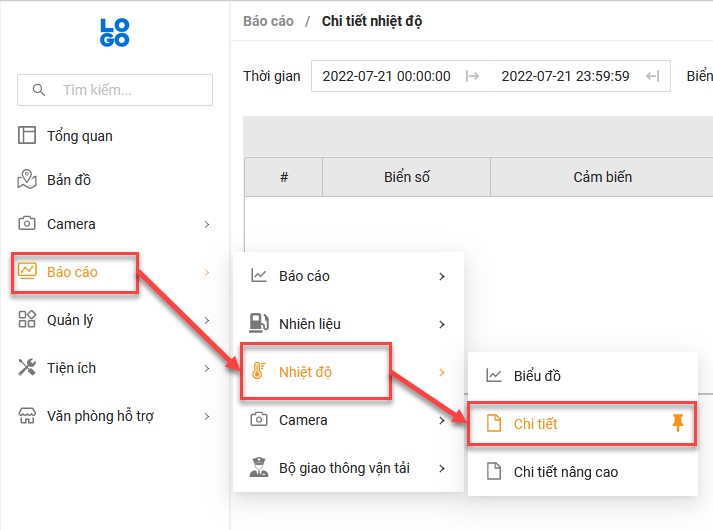 LO
GO
Báo cáo / Chi tiết nhiệt độ
Thời gian 2022-07-21 00:00:00 2022-07-21 23:59:59 Biển
Tìm kiếm...
# Biển số Cảm biến
Tổng quan
Bản đồ
Camera
Báo cáo
Quản lý
Tiện ích
Văn phòng hỗ trợ
Báo cáo
Nhiên liệu
Nhiệt độ
Camera
Bộ giao thông vận tải
Biểu đồ
Chi tiết
Chi tiết nâng cao